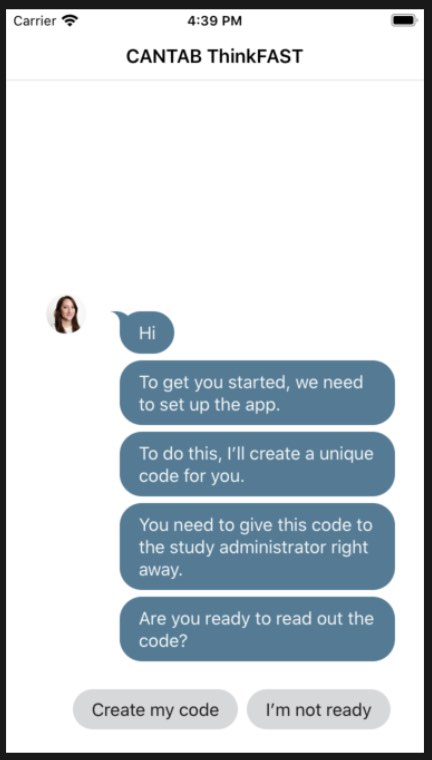 Carrier 4:39 PM
CANTAB ThinkFAST
Hi
To get you started, we need
to set up the app.
To do this, I’ll create a unique
code for you.
You need to give this code to
the study administrator right
away.
Are you ready to read out the
code?
Create my code I’m not ready